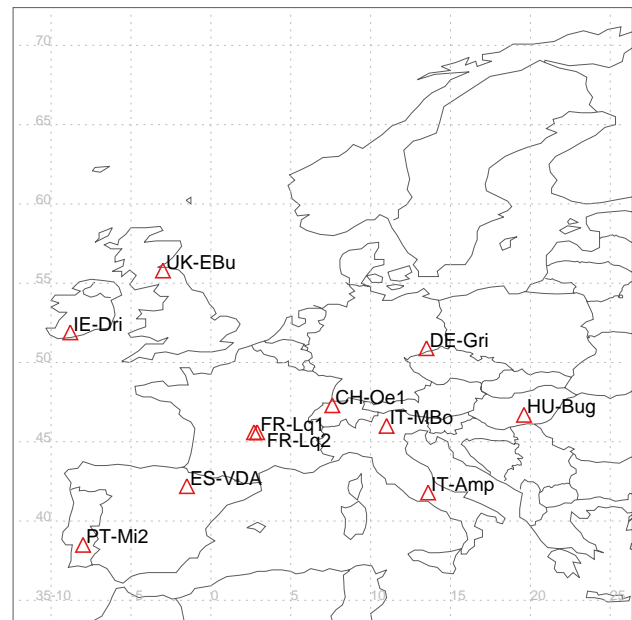 70
65
60
UK-EBu
55
IE-Dri
DE-Gri
50
CH-Oe1
HU-Bug
IT-MBo
FR-Lq1
FR-Lq2
45
ES-VDA
IT-Amp
40
PT-Mi2
35 -10 -5 0 5 10 15 20 25